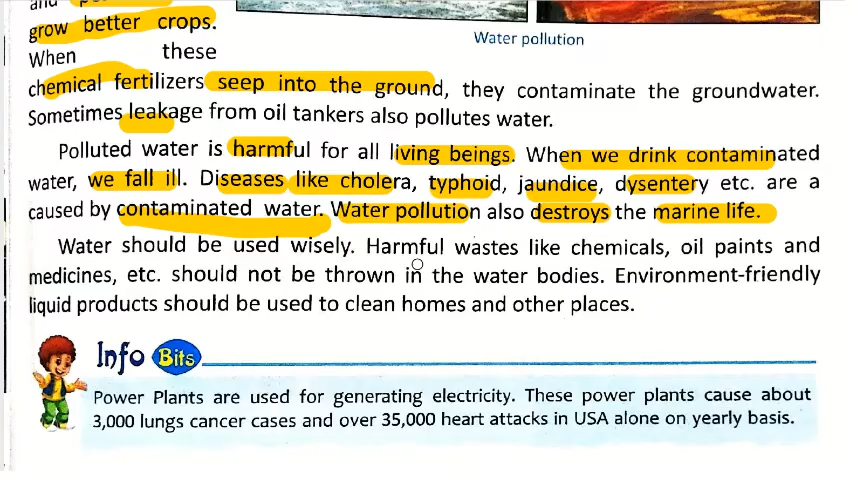 and
grow better crops.
Water pollution
When these
chemical fertilizers seep into the ground, they contaminate the groundwater.
Sometimes leakage from oil tankers also pollutes water.
Polluted water is harmful for all living beings. When we drink contaminated
water, we fall ill. Diseases like cholera, typhoid, jaundice, dysentery etc. are a
caused by contaminated water. Water pollution also destroys the marine life.
Water should be used wisely. Harmful wastes like chemicals, oil paints and
medicines, etc. should not be thrown in the water bodies. Environment-friendly
liquid products should be used to clean homes and other places.
Info Bits
Power Plants are used for generating electricity. These power plants cause about
3,000 lungs cancer cases and over 35,000 heart attacks in USA alone on yearly basis.